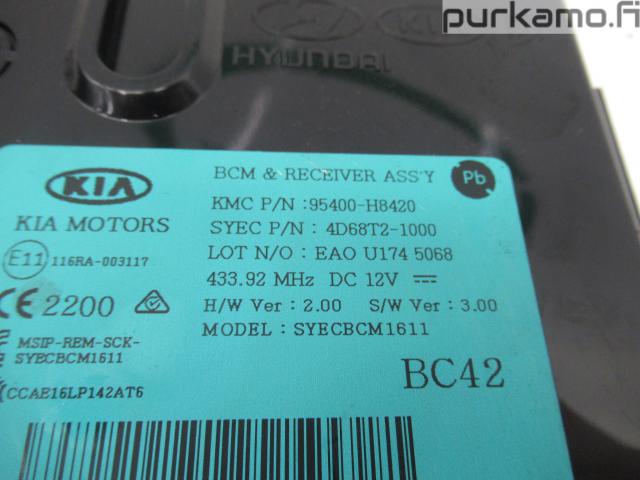 purkamo.fi
HYUNDAI
KIA
KIA MOTORS
E11 116RA-003117
CE 2200
MSIP-REM-SCK-
SYECBCM1611
CCAE16LP142AT6
BCM & RECEIVER ASS'Y
Pb
KMC P/N : 95400-H8420
SYEC P/N : 4D68T2-1000
LOT N/O : EAO U174 5068
433.92 MHz DC 12V
H/W Ver : 2.00 S/W Ver : 3.00
MODEL : SYECBCM1611
BC42